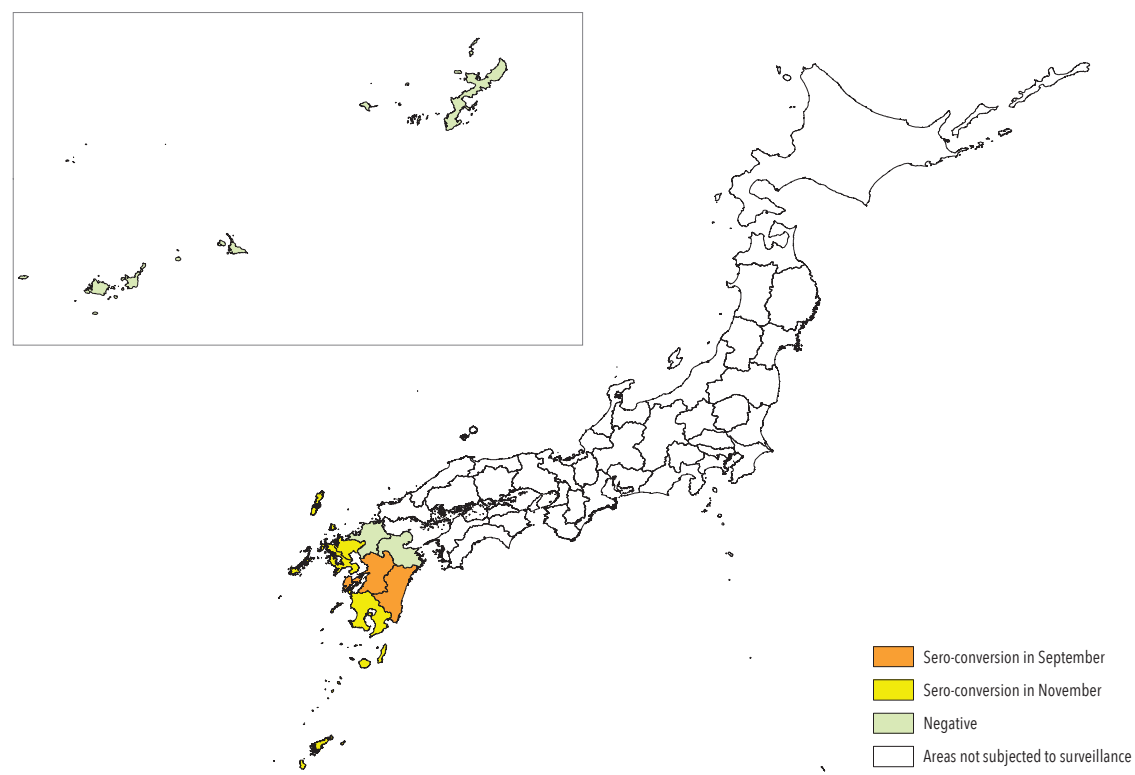 Sero-conversion in September
Sero-conversion in November
Negative
Areas not subjected to surveillance